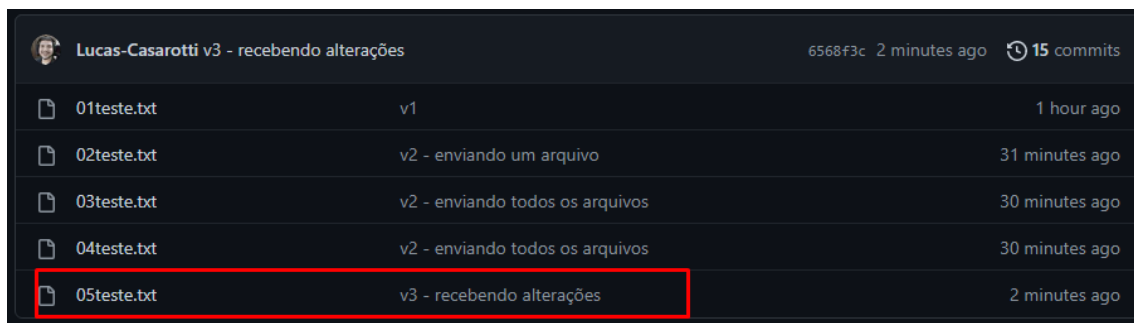 Lucas-Casarotti v3 - recebendo alterações 6568f3c 2 minutes ago 15 commits
01teste.txt v1 1 hour ago
02teste.txt v2 - enviando um arquivo 31 minutes ago
03teste.txt v2 - enviando todos os arquivos 30 minutes ago
04teste.txt v2 - enviando todos os arquivos 30 minutes ago
05teste.txt v3 - recebendo alterações 2 minutes ago